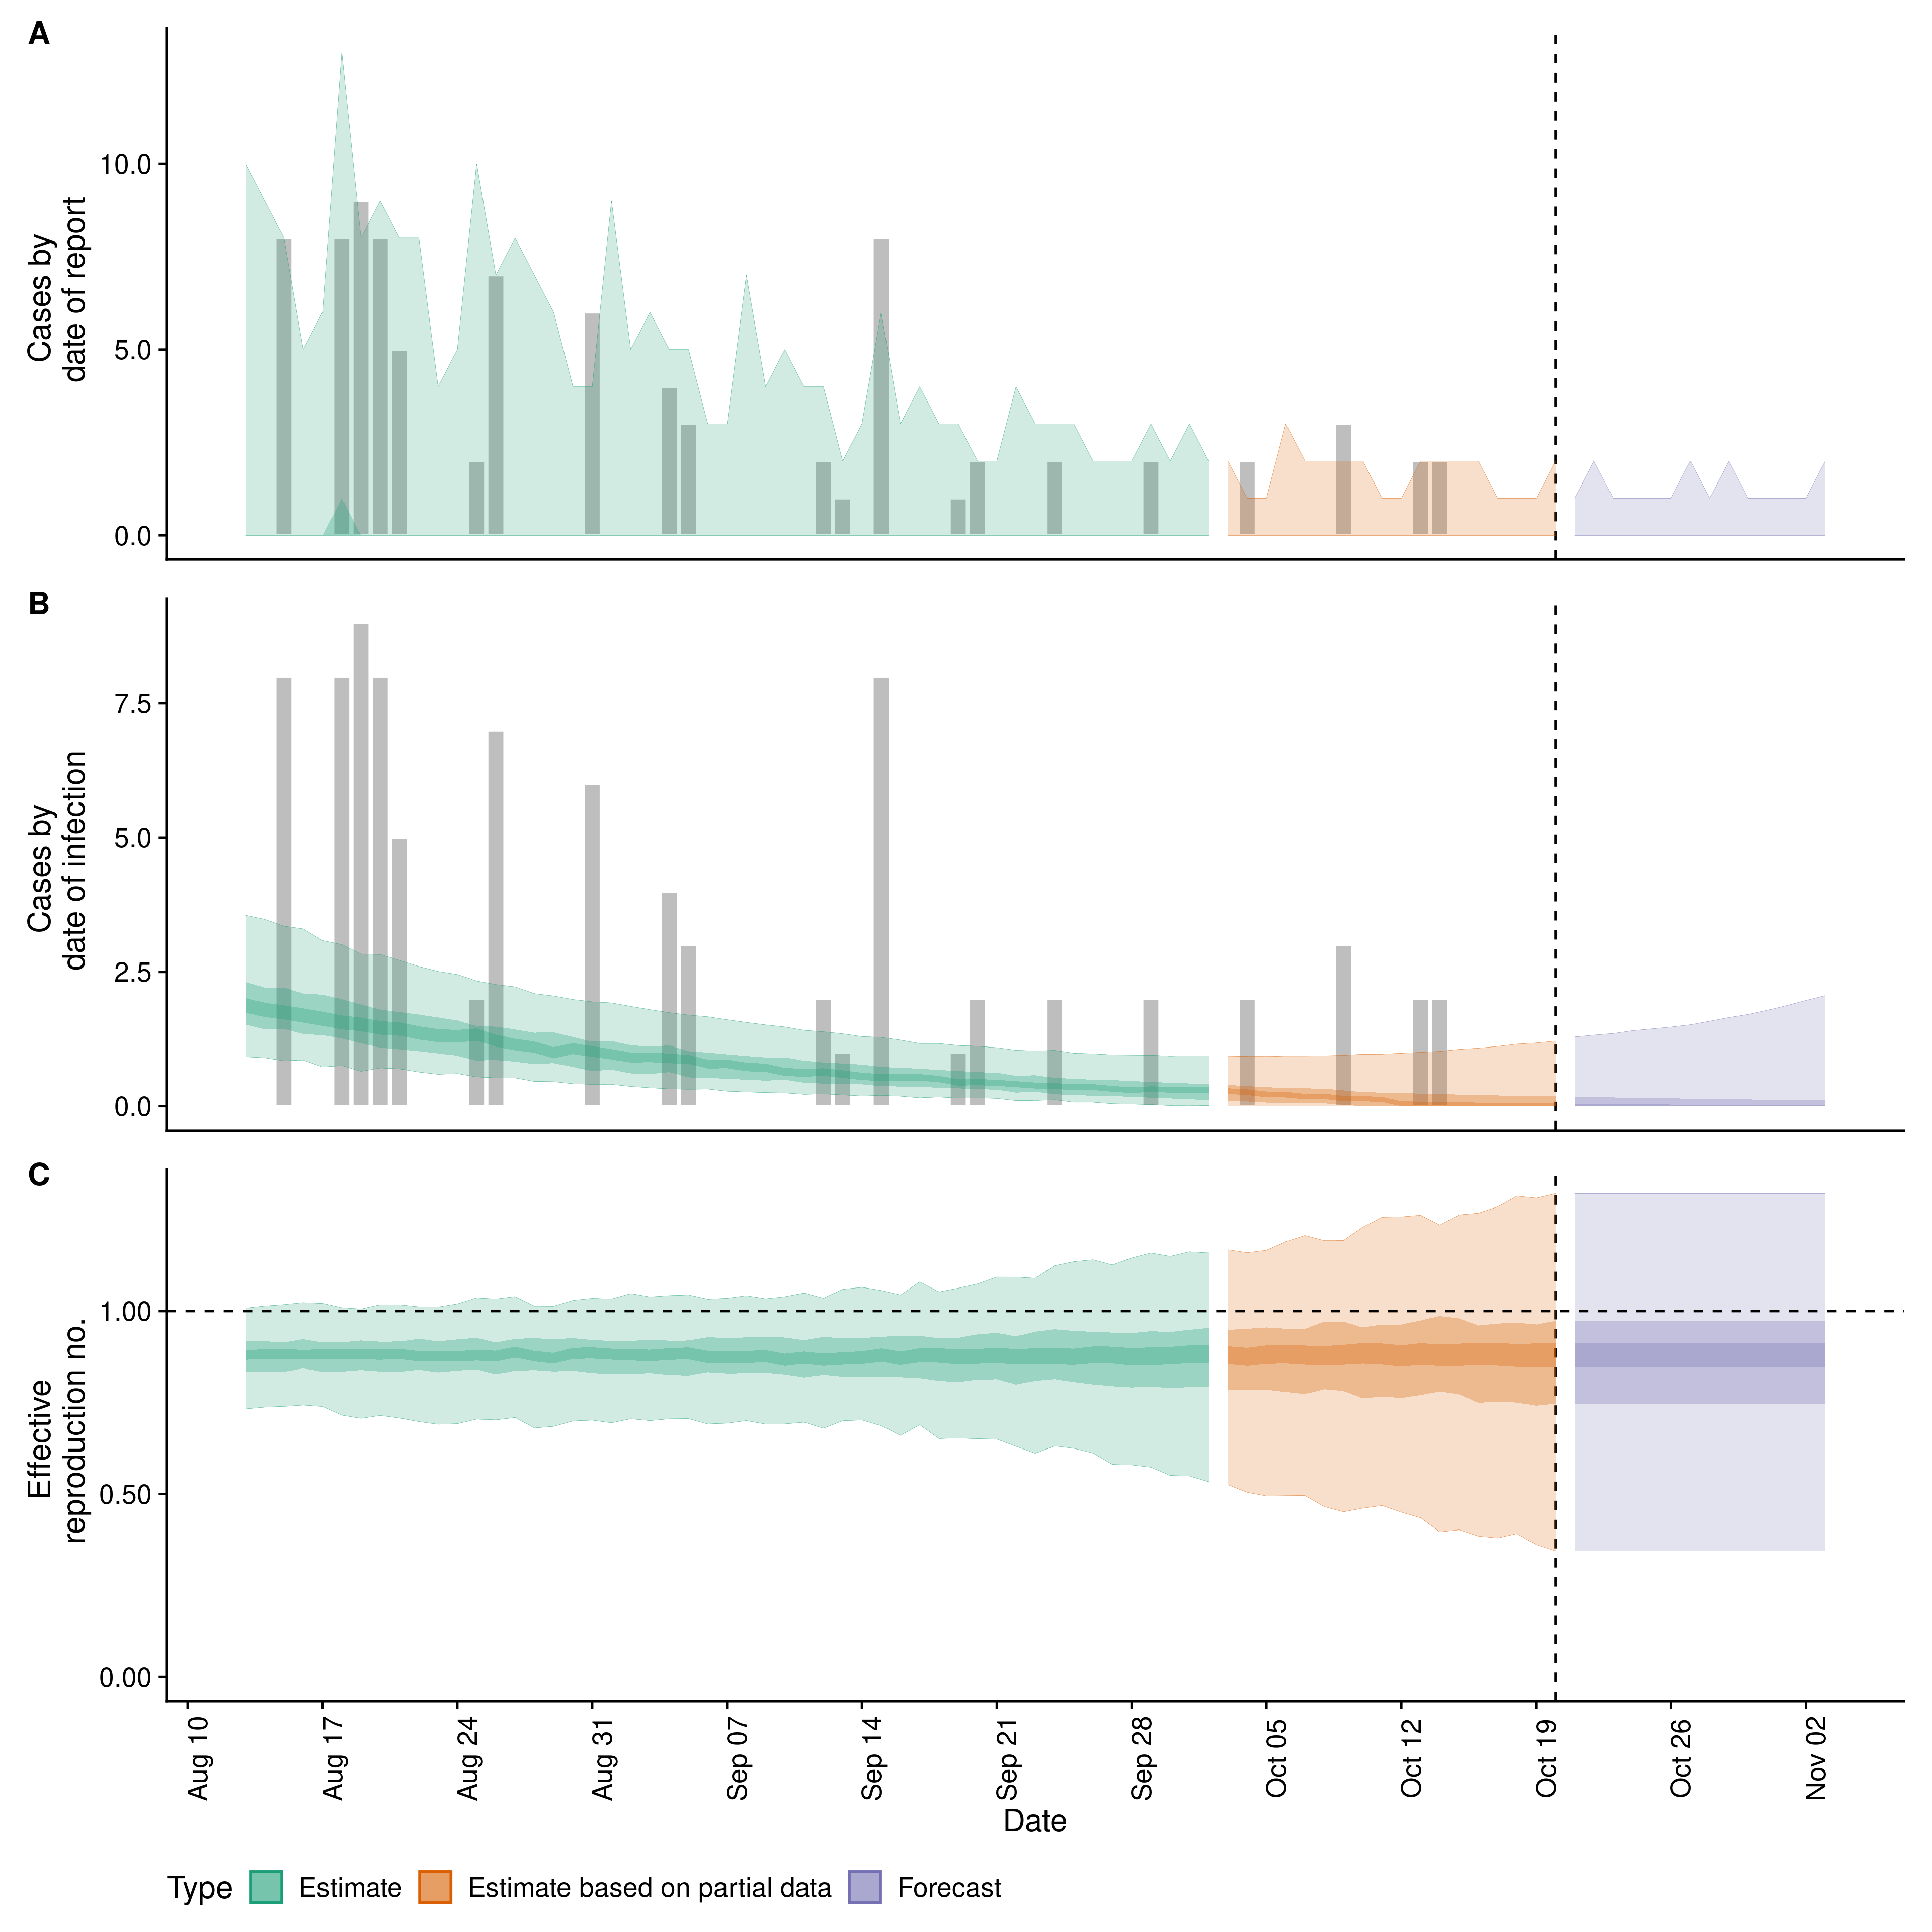 A
Cases by
date of report
10.0
5.0
0.0
B
Cases by
date of infection
7.5
5.0
2.5
0.0
C
Effective
reproduction no.
1.00
0.50
0.00
Aug 10
Aug 17
Aug 24
Aug 31
Sep 07
Sep 14
Sep 21
Sep 28
Oct 05
Oct 12
Oct 19
Oct 26
Nov 02
Date
Type Estimate Estimate based on partial data Forecast